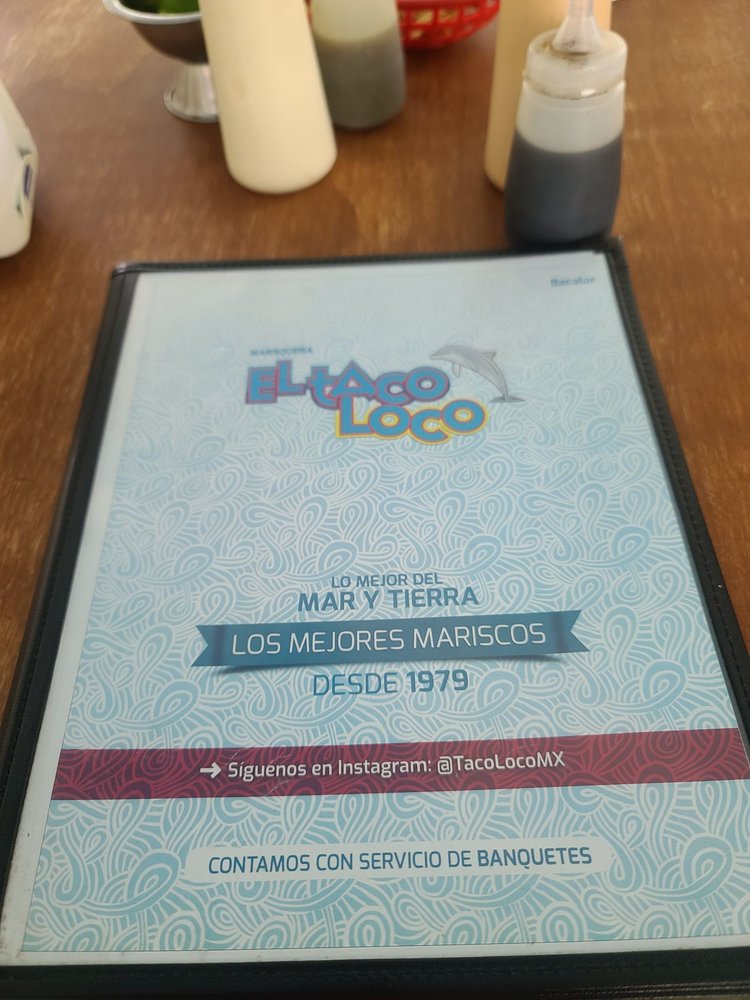 Bacalar
MARISQUERIA
EL TACO
LOCO
LO MEJOR DEL
MAR Y TIERRA
LOS MEJORES MARISCOS
DESDE 1979
→ Síguenos en Instagram: @TacoLocoMX
CONTAMOS CON SERVICIO DE BANQUETES